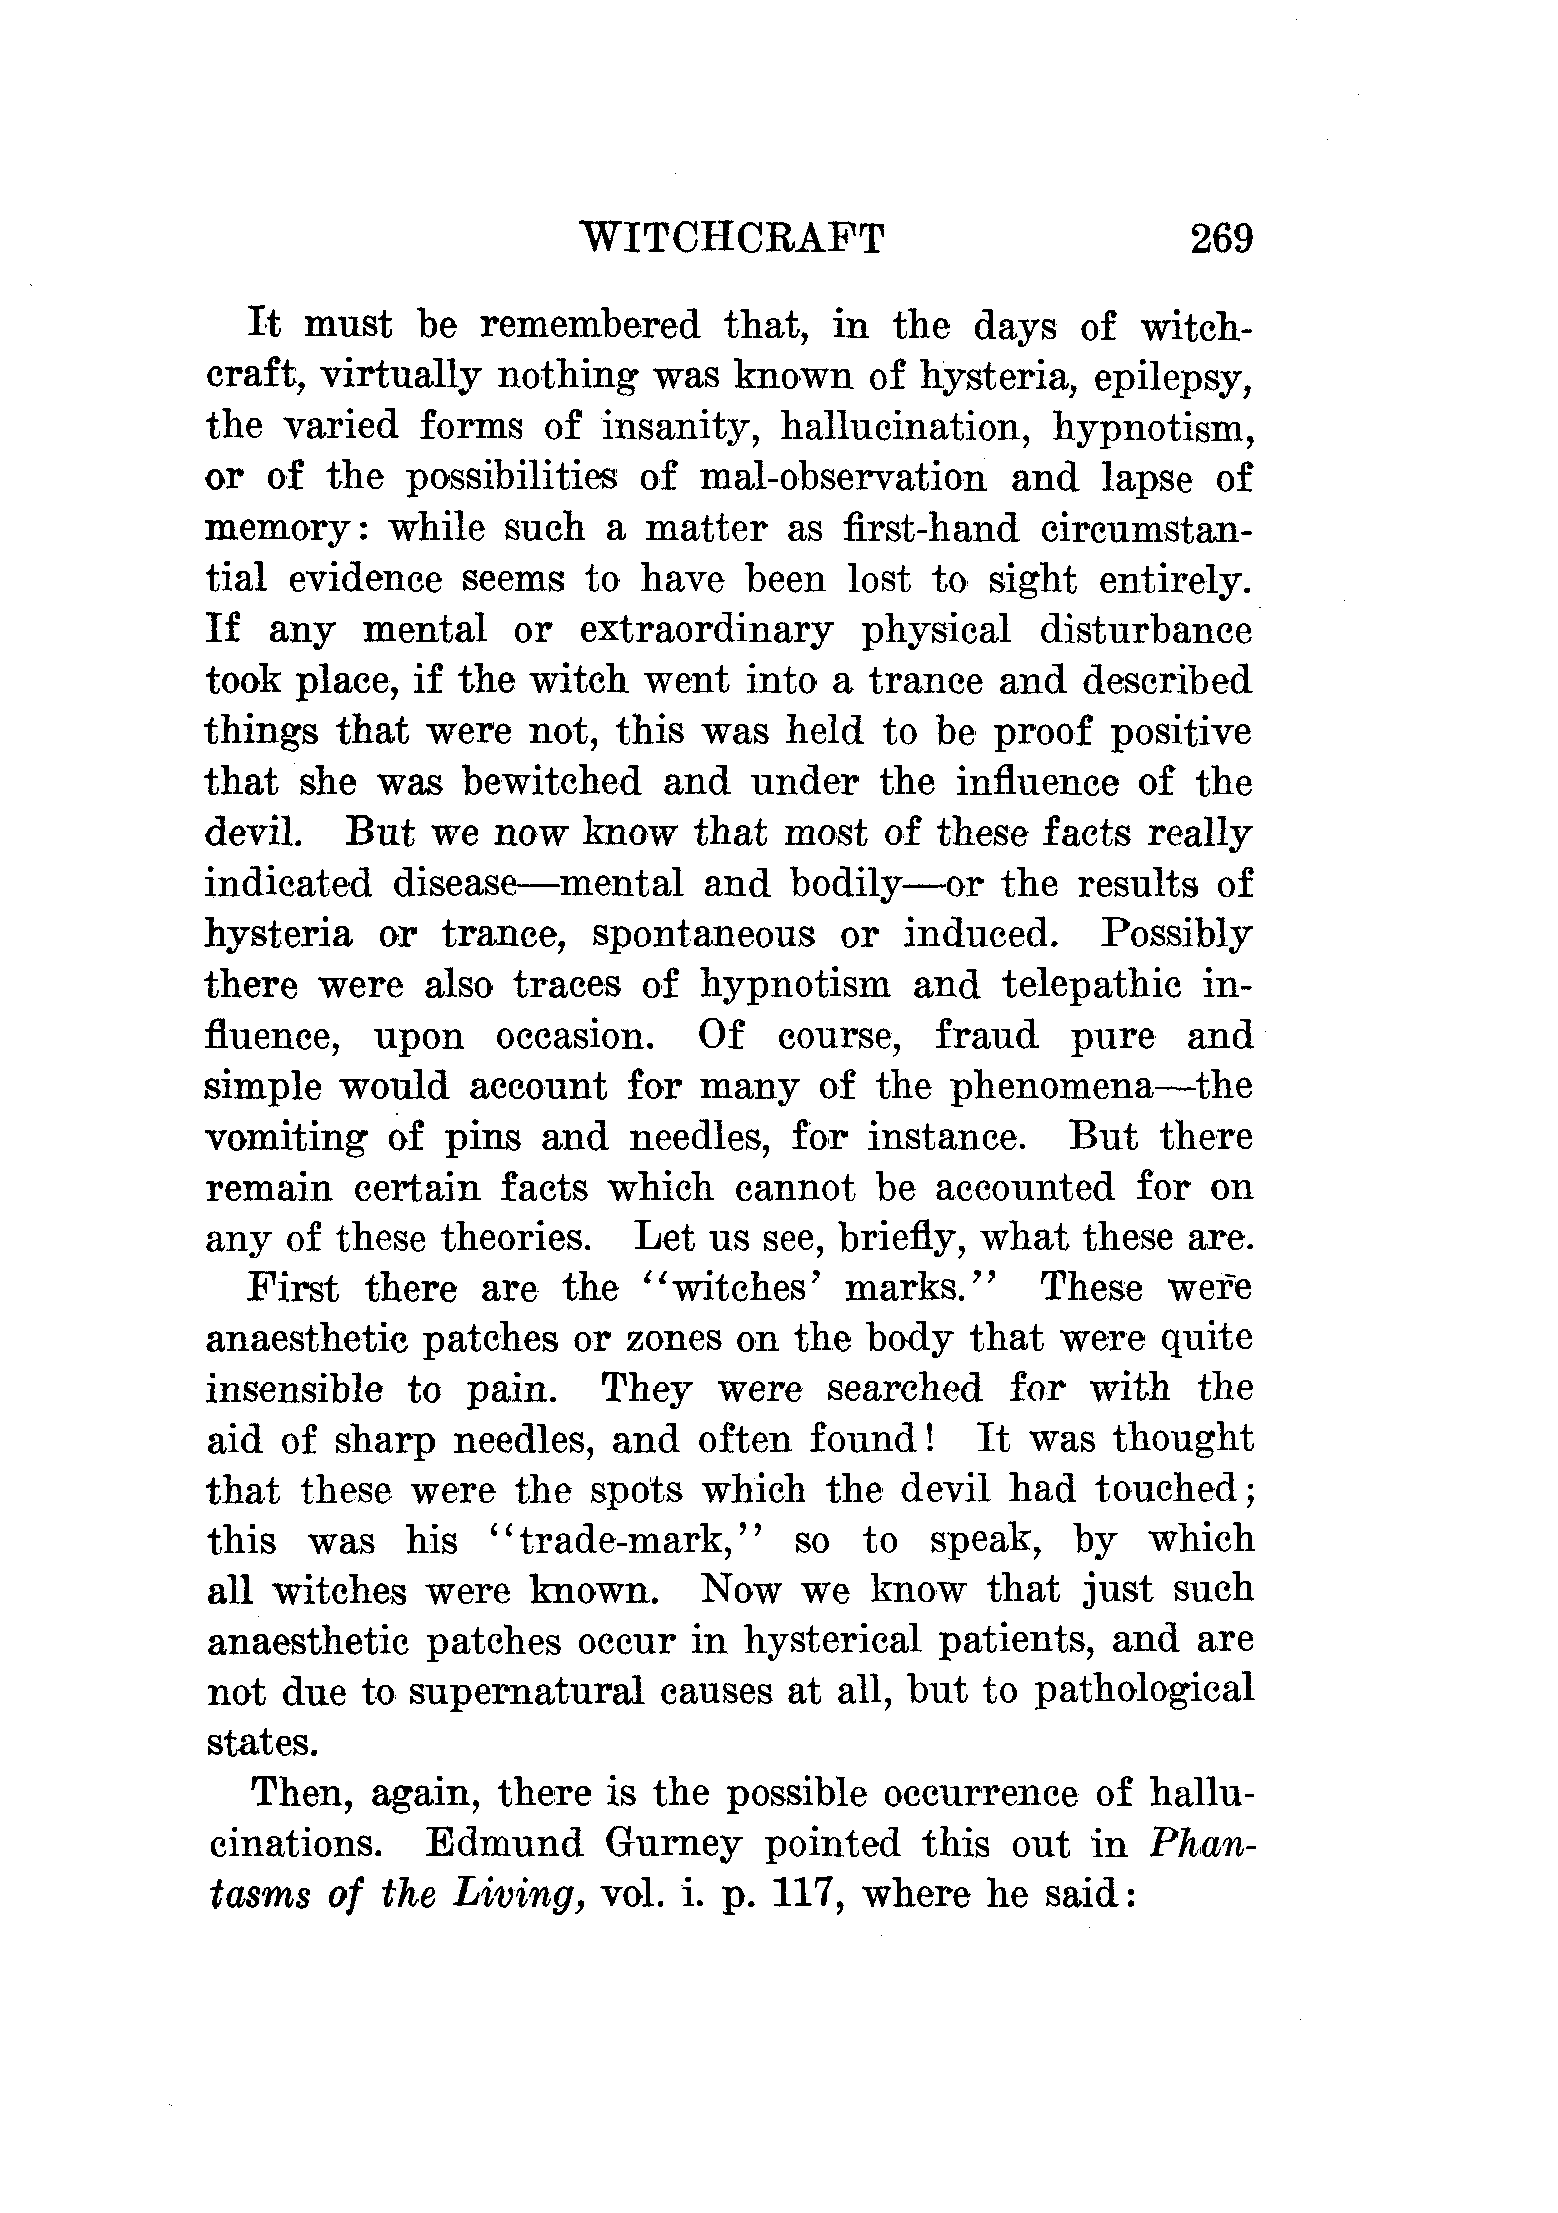 WITCHCRAFT 269
It must be remembered that, in the days of witch-
craft, virtually nothing was known of hysteria, epilepsy,
the varied forms of insanity, hallucination, hypnotism,
or of the possibilities of mal-observation and lapse of
memory: while such a matter as first-hand circumstan-
tial evidence seems to have been lost to sight entirely.
If any mental or extraordinary physical disturbance
took place, if the witch went into a trance and described
things that were not, this was held to be proof positive
that she was bewitched and under the influence of the
devil. But we now know that most of these facts really
indicated disease—mental and bodily—or the results of
hysteria or trance, spontaneous or induced. Possibly
there were also traces of hypnotism and telepathic in-
fluence, upon occasion. Of course, fraud pure and
simple would account for many of the phenomena—the
vomiting of pins and needles, for instance. But there
remain certain facts which cannot be accounted for on
any of these theories. Let us see, briefly, what these are.
First there are the "witches' marks." These were
anaesthetic patches or zones on the body that were quite
insensible to pain. They were searched for with the
aid of sharp needles, and often found! It was thought
that these were the spots which the devil had touched;
this was his "trade-mark," so to speak, by which
all witches were known. Now we know that just such
anaesthetic patches occur in hysterical patients, and are
not due to supernatural causes at all, but to pathological
states.
Then, again, there is the possible occurrence of hallu-
cinations. Edmund Gurney pointed this out in Phan-
tasms of the Living, vol. i. p. 117, where he said: